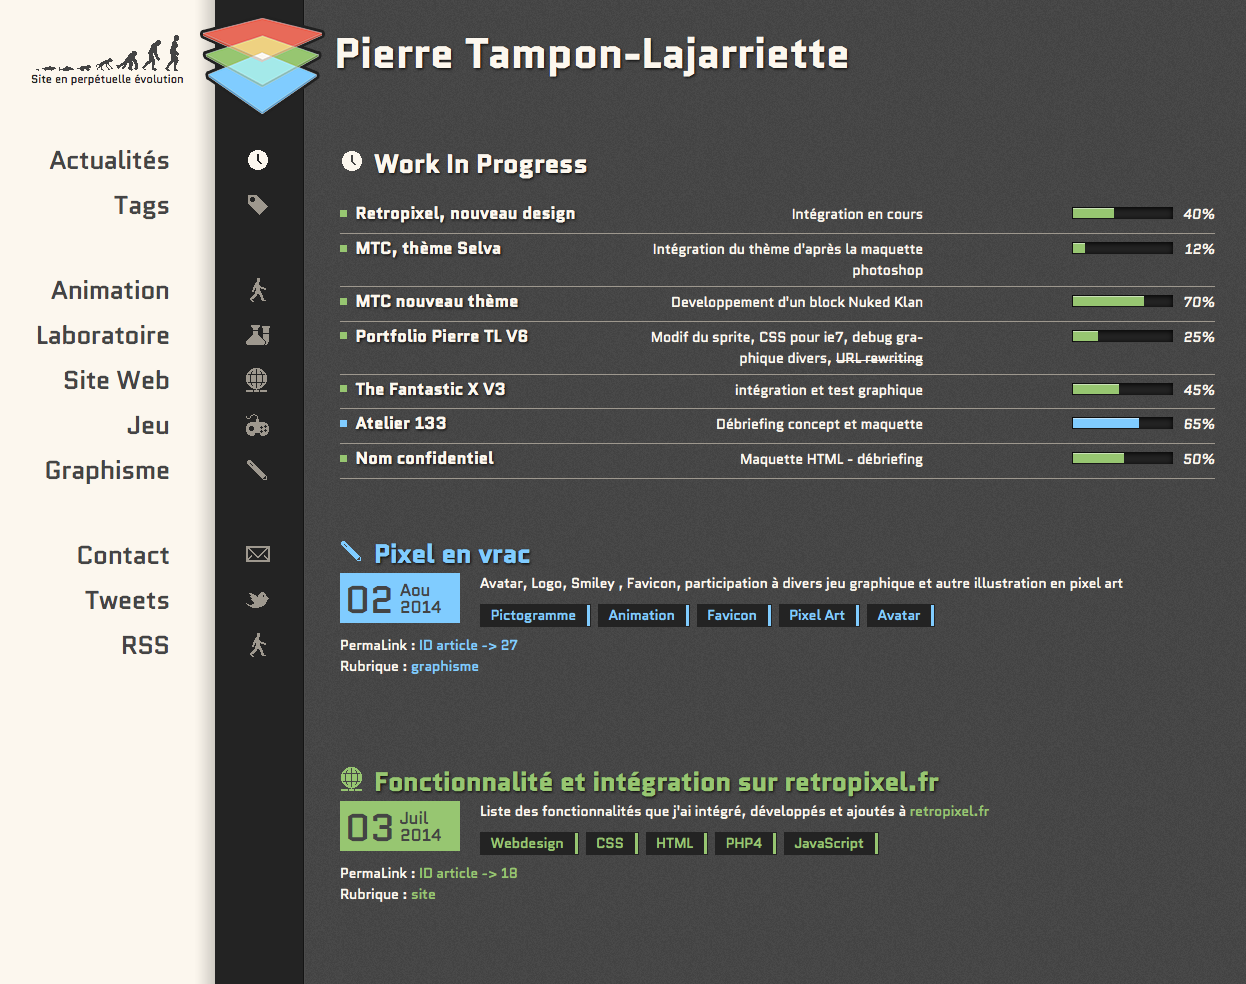 Site en perpétuelle évolution
Pierre Tampon-Lajarriette
Actualités
Tags
Animation
Laboratoire
Site Web
Jeu
Graphisme
Contact
Tweets
RSS
Work In Progress
Retropixel, nouveau design Intégration en cours 40%
MTC, thème Selva Intégration du thème d'après la maquette 12%
photoshop
MTC nouveau thème Developpement d'un block Nuked Klan 70%
Portfolio Pierre TL V6 Modif du sprite, CSS pour ie7, debug gra- 25%
phique divers, URL rewriting
The Fantastic X V3 intégration et test graphique 45%
Atelier 133 Débriefing concept et maquette 65%
Nom confidentiel Maquette HTML - débriefing 50%
Pixel en vrac
02 Aou 2014
Avatar, Logo, Smiley , Favicon, participation à divers jeu graphique et autre illustration en pixel art
Pictogramme Animation Favicon Pixel Art Avatar
PermaLink : ID article -> 27
Rubrique : graphisme
Fonctionnalité et intégration sur retropixel.fr
03 Juil 2014
Liste des fonctionnalités que j'ai intégré, développés et ajoutés à retropixel.fr
Webdesign CSS HTML PHP4 JavaScript
PermaLink : ID article -> 18
Rubrique : site